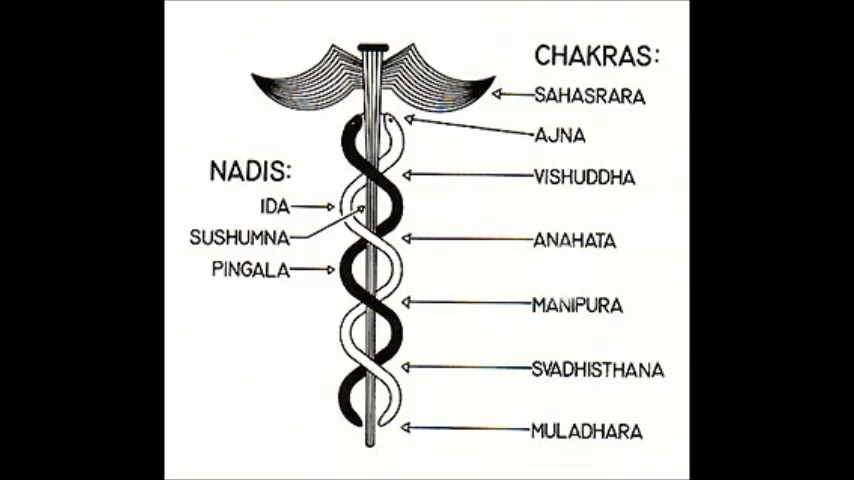 CHAKRAS:
SAHASRARA
AJNA
VISHUDDHA
ANAHATA
MANIPURA
SVADHISTHANA
MULADHARA
NADIS:
IDA
SUSHUMNA
PINGALA